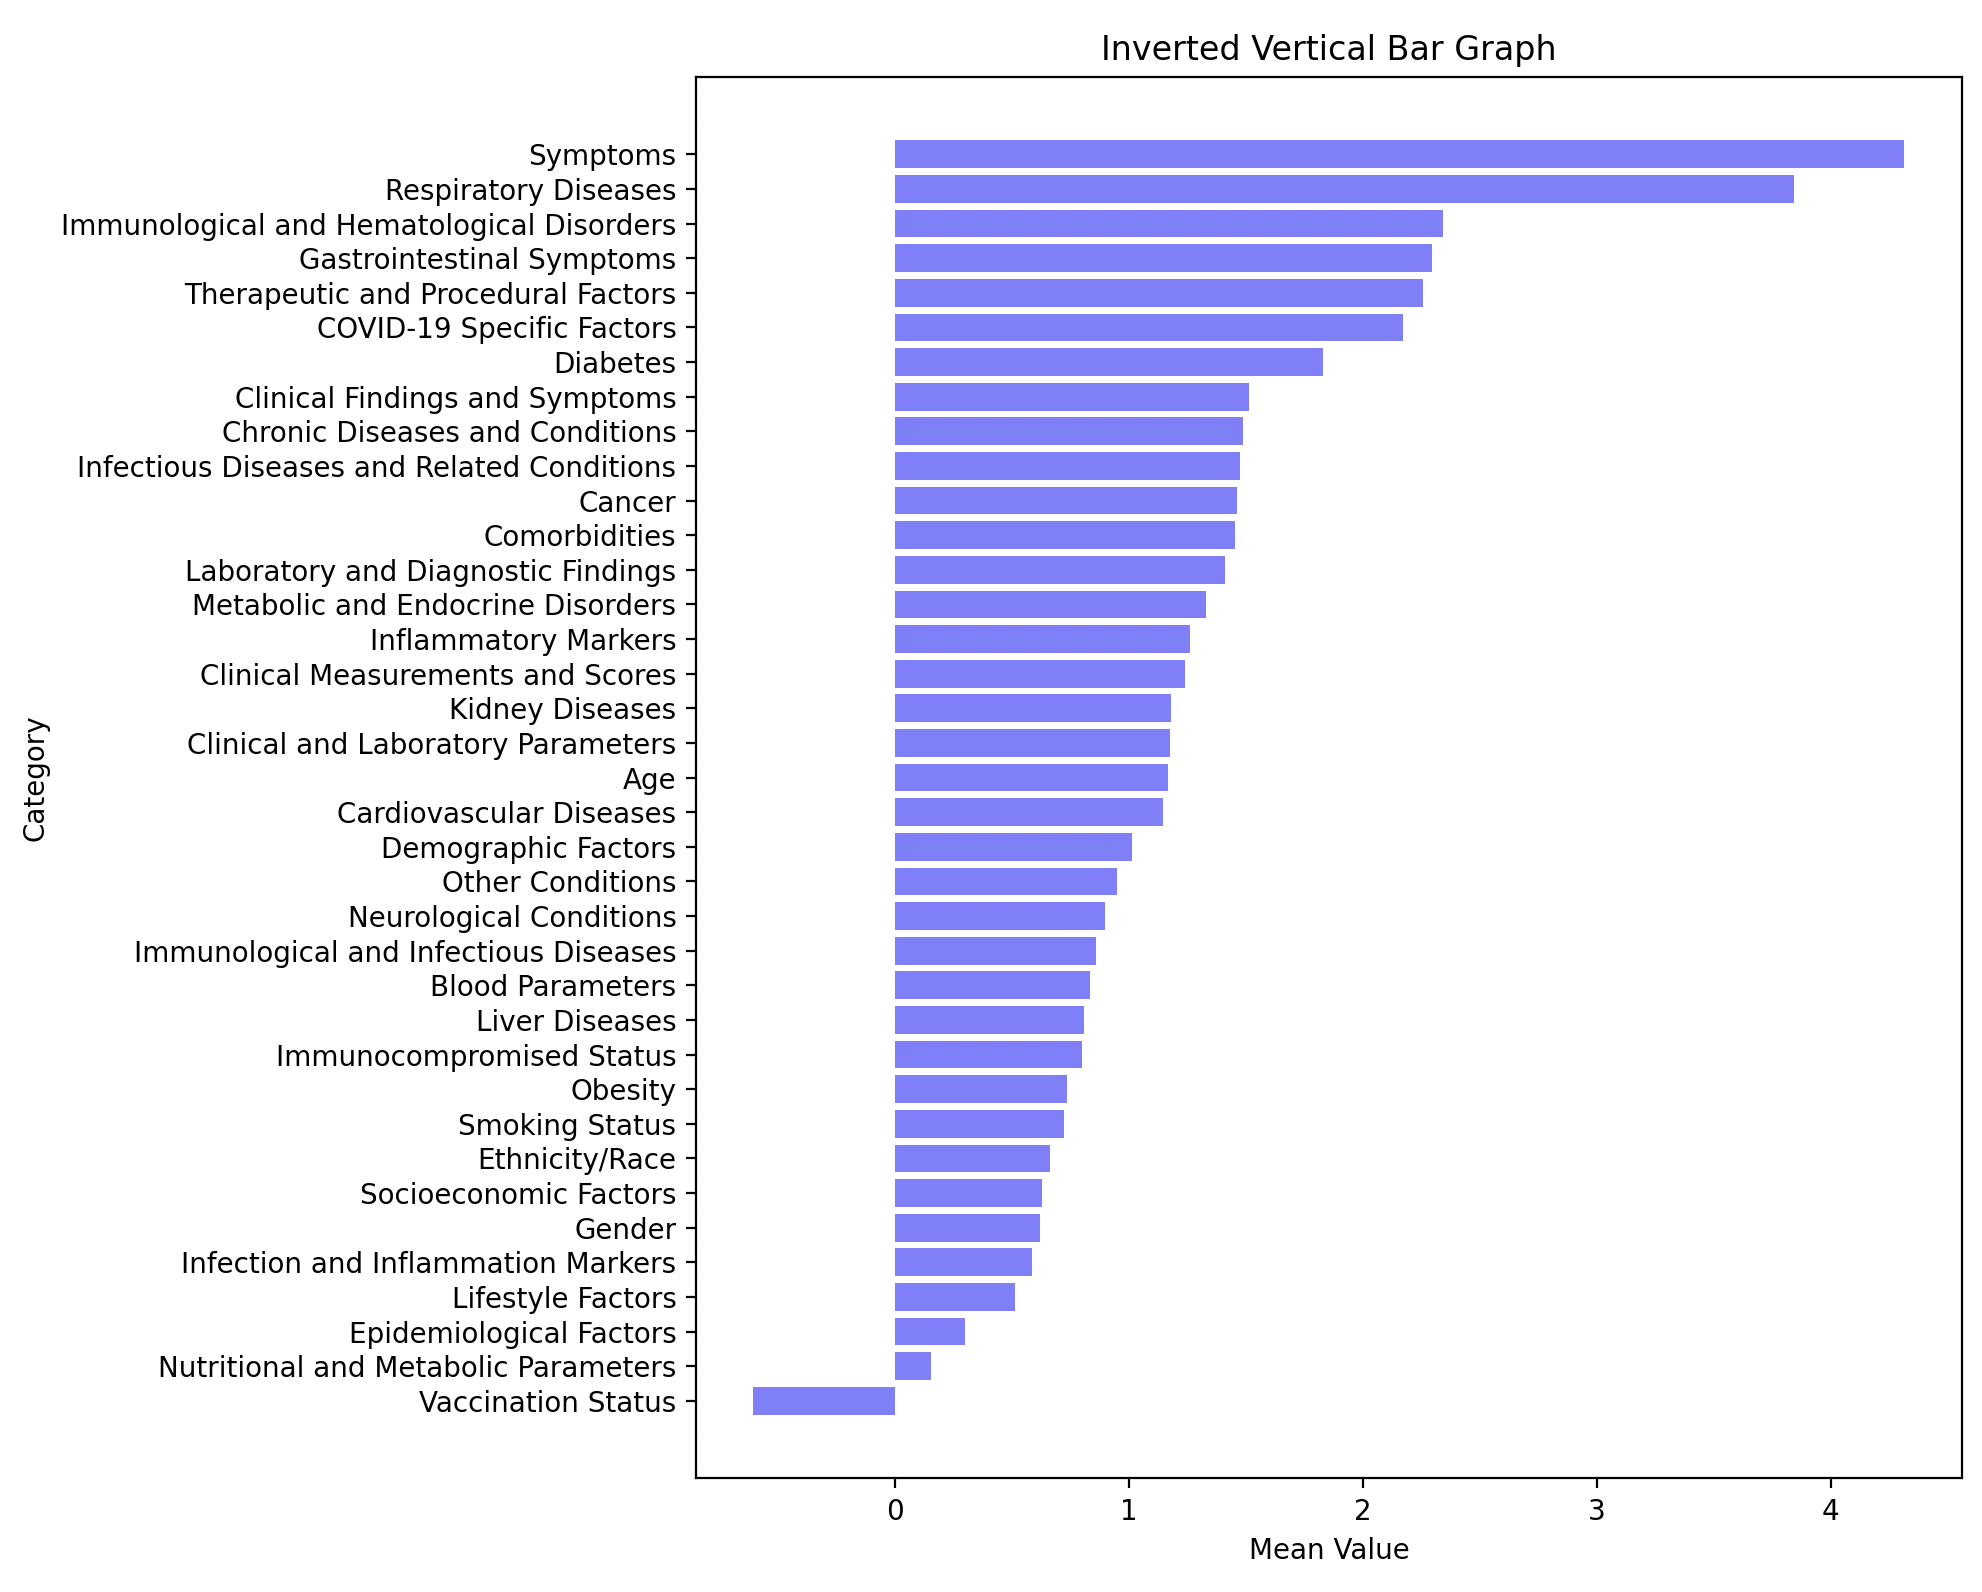 Inverted Vertical Bar Graph
Symptoms
Respiratory Diseases
Immunological and Hematological Disorders
Gastrointestinal Symptoms
Therapeutic and Procedural Factors
COVID-19 Specific Factors
Diabetes
Clinical Findings and Symptoms
Chronic Diseases and Conditions
Infectious Diseases and Related Conditions
Cancer
Comorbidities
Laboratory and Diagnostic Findings
Metabolic and Endocrine Disorders
Inflammatory Markers
Clinical Measurements and Scores
Kidney Diseases
Clinical and Laboratory Parameters
Age
Cardiovascular Diseases
Demographic Factors
Other Conditions
Neurological Conditions
Immunological and Infectious Diseases
Blood Parameters
Liver Diseases
Immunocompromised Status
Obesity
Smoking Status
Ethnicity/Race
Socioeconomic Factors
Gender
Infection and Inflammation Markers
Lifestyle Factors
Epidemiological Factors
Nutritional and Metabolic Parameters
Vaccination Status
Category
0 1 2 3 4
Mean Value